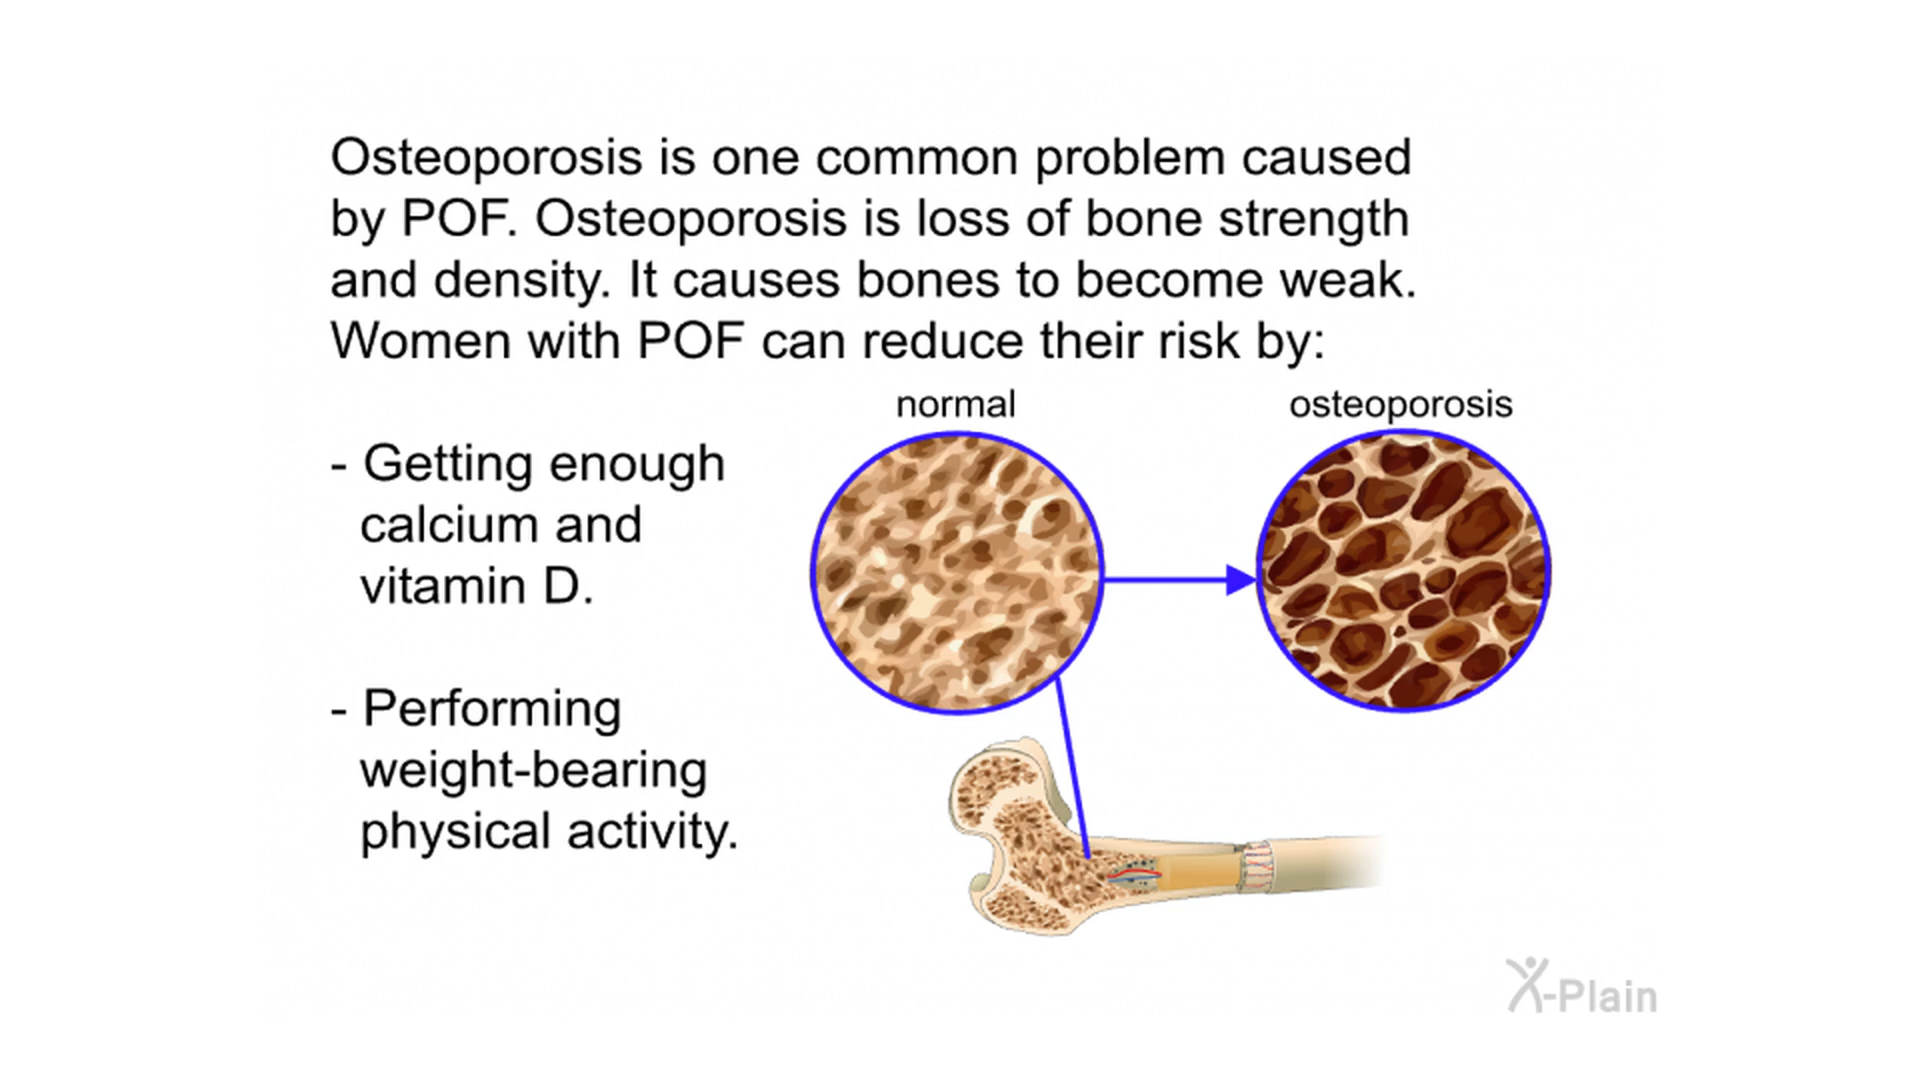 Osteoporosis is one common problem caused
by POF. Osteoporosis is loss of bone strength
and density. It causes bones to become weak.
Women with POF can reduce their risk by:
- Getting enough
calcium and
vitamin D.
- Performing
weight-bearing
physical activity.
normal
osteoporosis
X-Plain